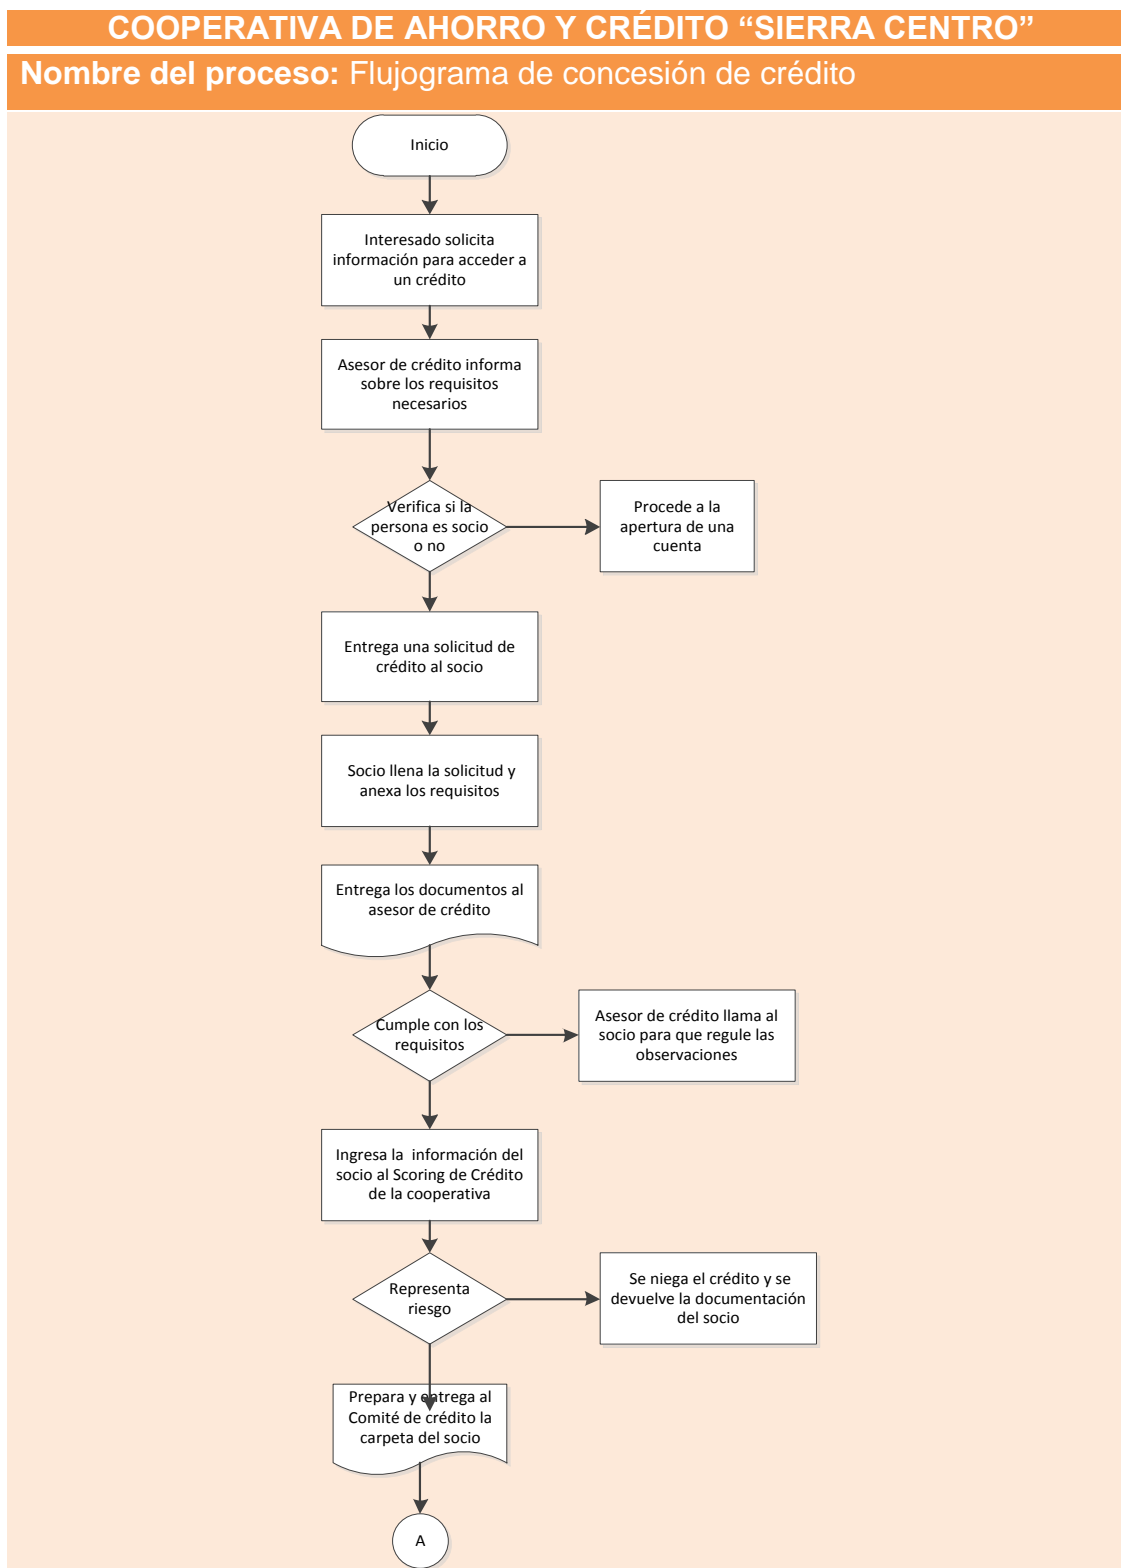 COOPERATIVA DE AHORRO Y CRÉDITO “SIERRA CENTRO”
Nombre del proceso: Flujograma de concesión de crédito
Inicio
Interesado solicita
información para acceder a
un crédito
Asesor de crédito informa
sobre los requisitos
necesarios
Verifica si la
persona es socio
o no
Procede a la
apertura de una
cuenta
Entrega una solicitud de
crédito al socio
Socio llena la solicitud y
anexa los requisitos
Entrega los documentos al
asesor de crédito
Cumple con los
requisitos
Asesor de crédito llama al
socio para que regule las
observaciones
Ingresa la información del
socio al Scoring de Crédito
de la cooperativa
Representa
riesgo
Se niega el crédito y se
devuelve la documentación
del socio
Prepara y entrega al
Comité de crédito la
carpeta del socio
A